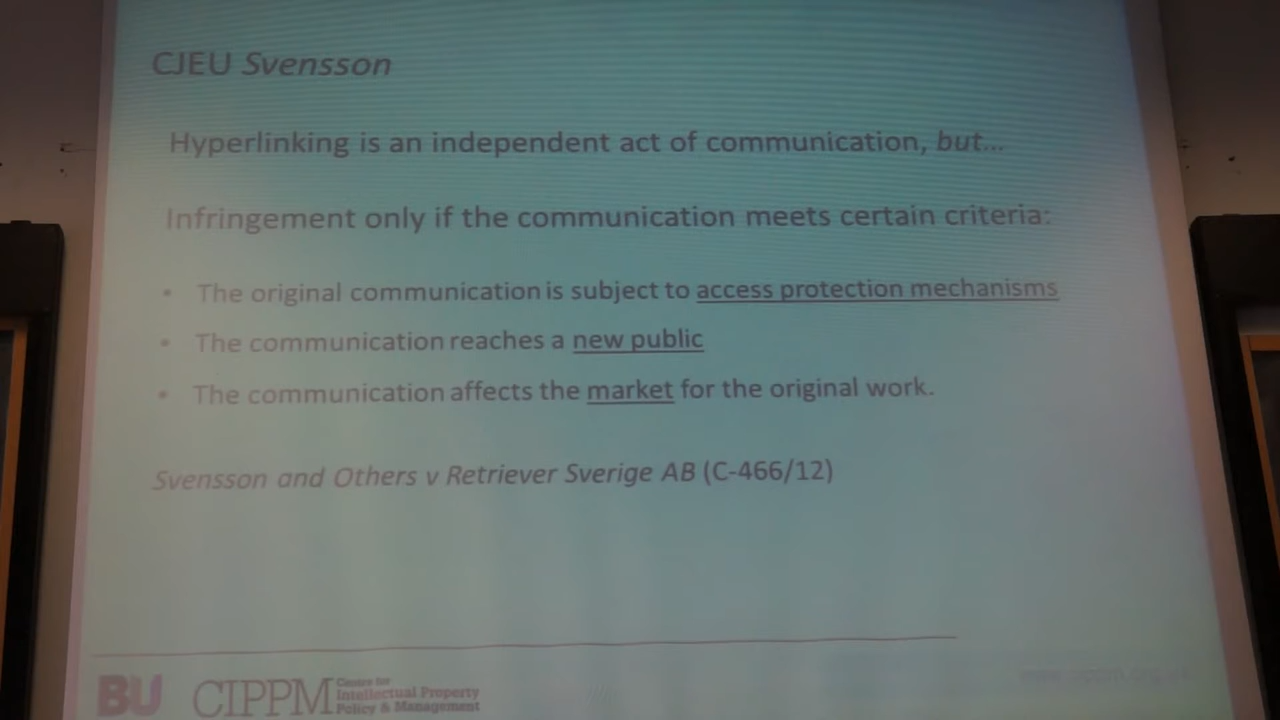 CJEU Svensson
Hyperlinking is an independent act of communication, but...
Infringement only if the communication meets certain criteria:
• The original communication is subject to access protection mechanisms
• The communication reaches a new public
• The communication affects the market for the original work.
Svensson and Others v Retriever Sverige AB (C-466/12)
BU CIPPM Centre for
Intellectual Property
Policy & Management